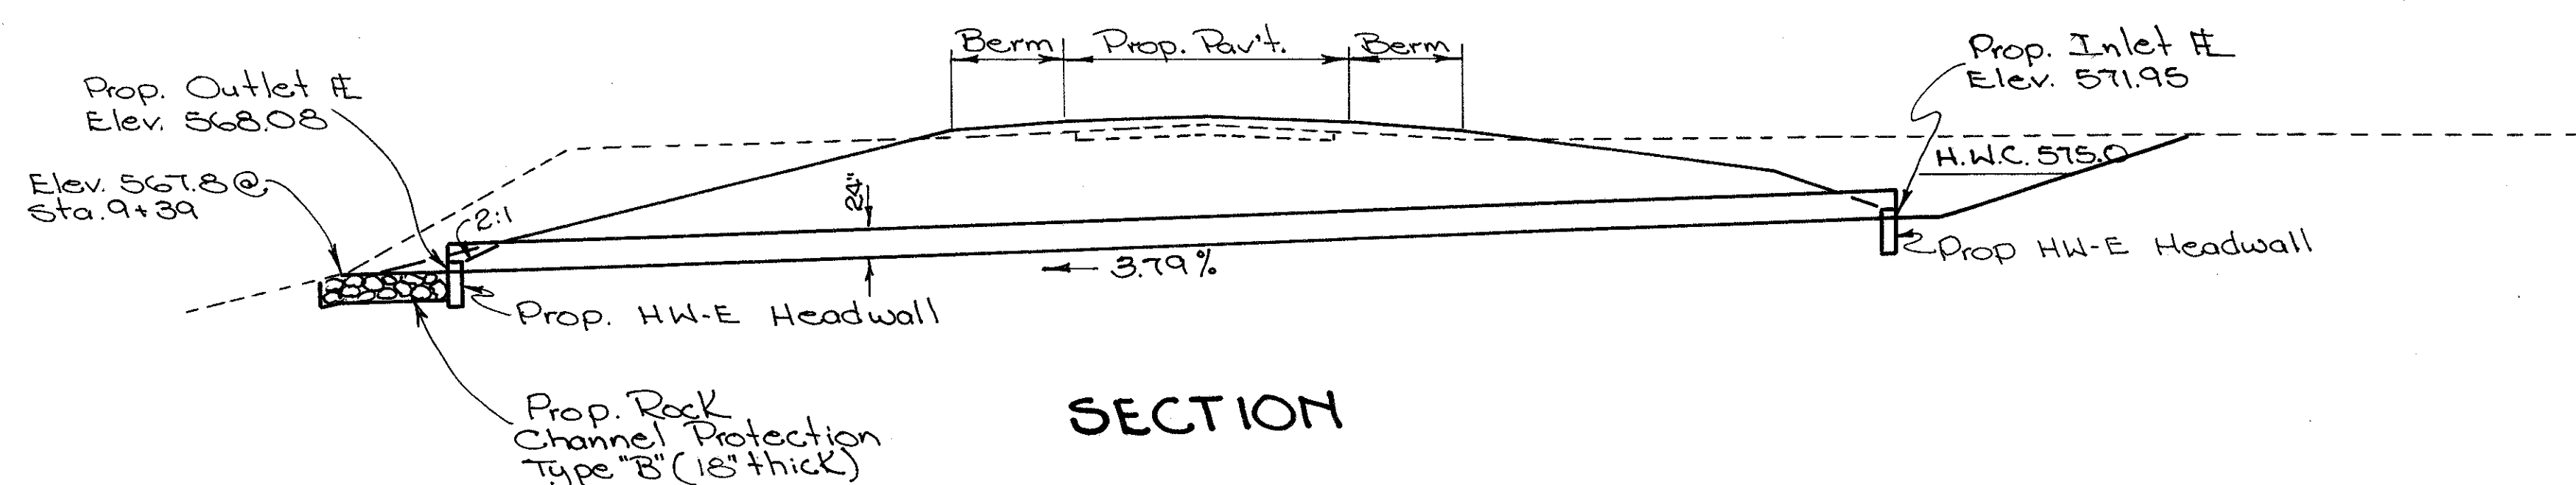 Berm Prop. Pav't. Berm
Prop. Inlet ⅊
Elev. 571.95
Prop. Outlet ⅊
Elev. 568.08
H.W.C. 575.0
Elev. 567.8 @
Sta. 9+39
24"
2:1
3.79%
Prop HW-E Headwall
Prop. HW-E Headwall
Prop. Rock
Channel Protection
Type "B" (18" thick)
SECTION